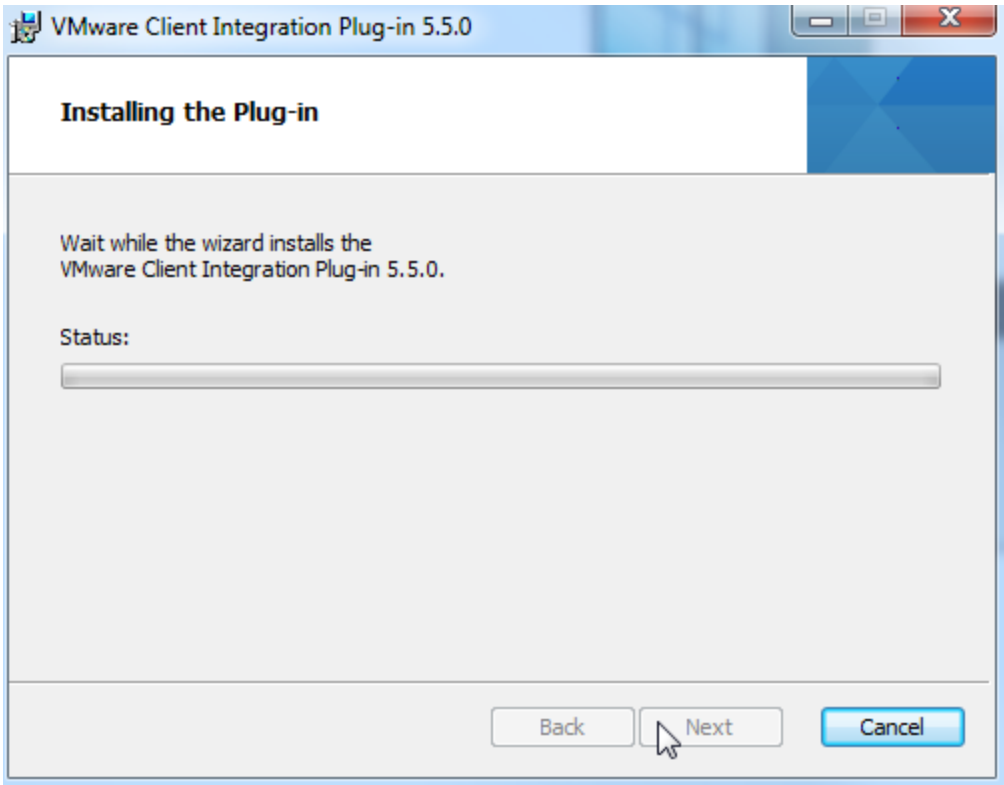 VMware Client Integration Plug-in 5.5.0
Installing the Plug-in
Wait while the wizard installs the
VMware Client Integration Plug-in 5.5.0.
Status:
Back
Next
Cancel